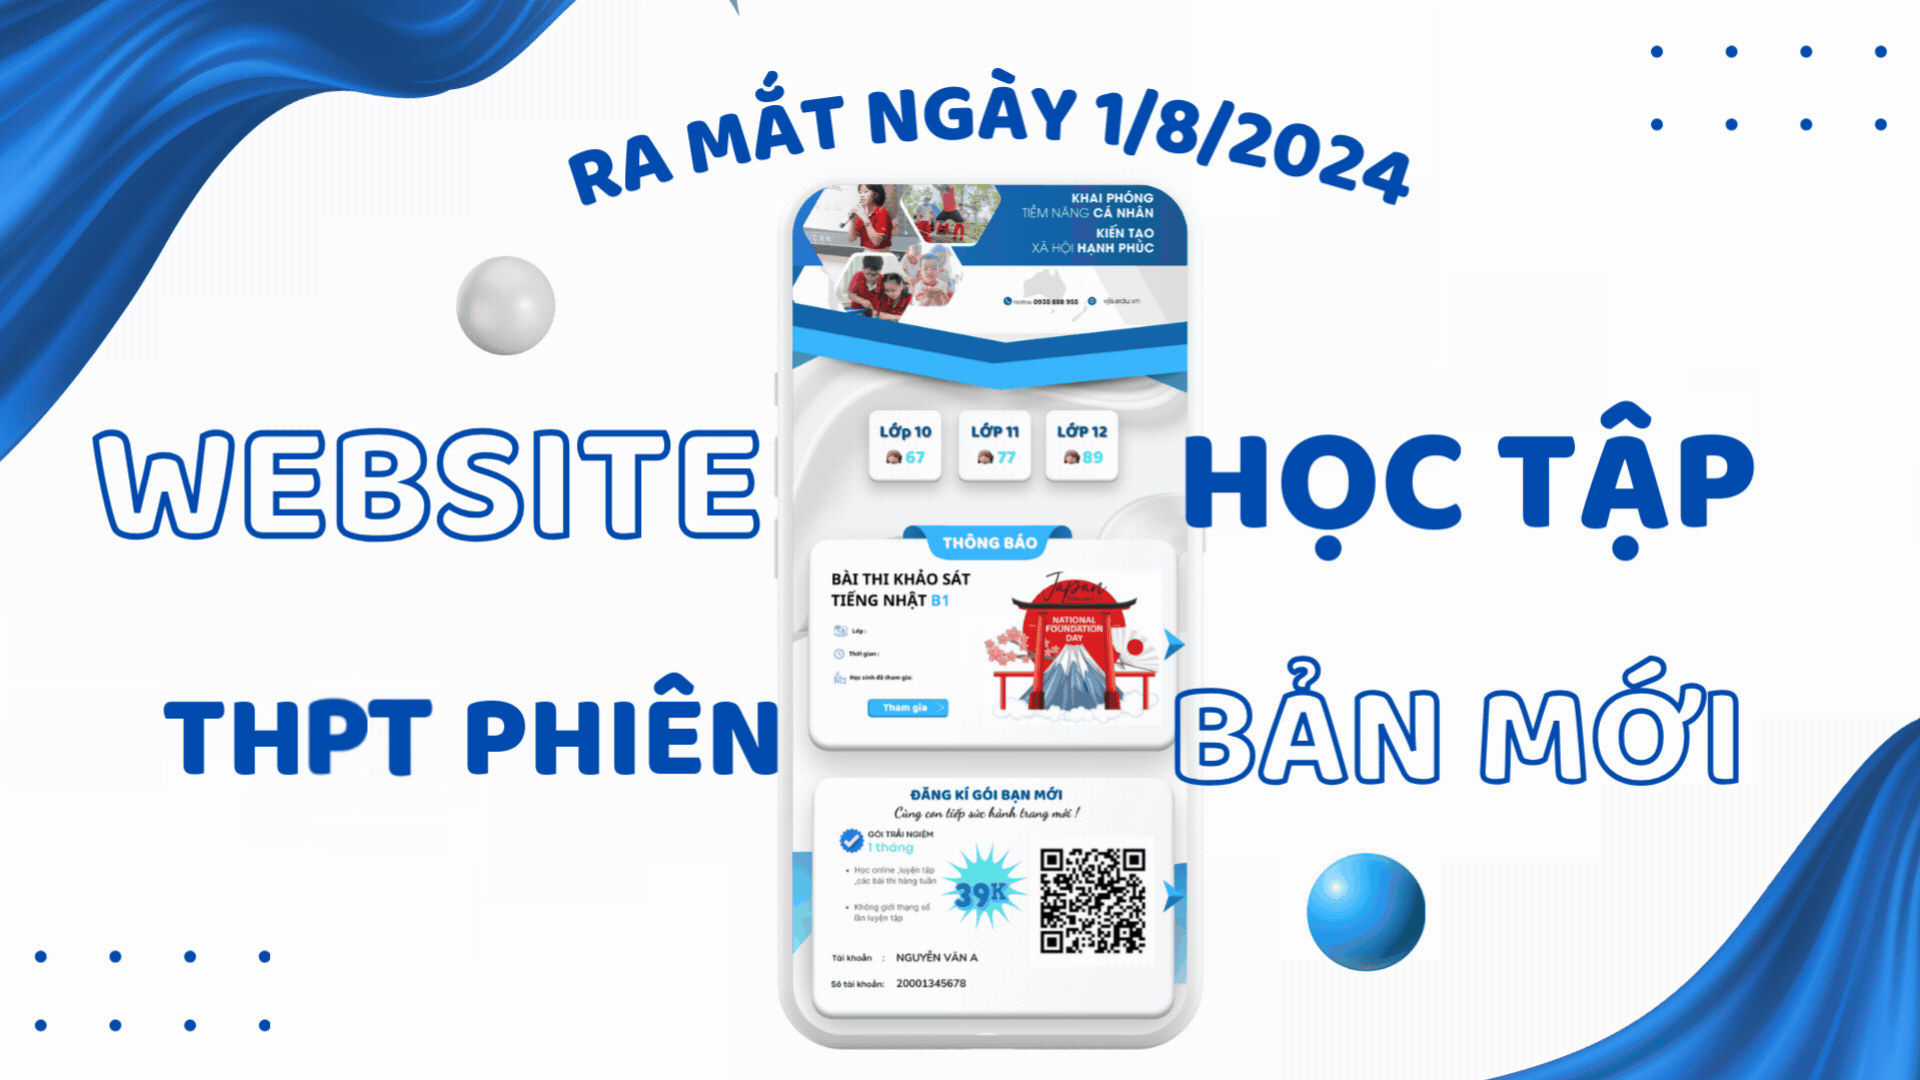 RA MẮT NGÀY 1/8/2024
WEBSITE HỌC TẬP
THPT PHIÊN BẢN MỚI
KHAI PHÓNG
TIỀM NĂNG CÁ NHÂN
KIẾN TẠO
XÃ HỘI HẠNH PHÚC
Hotline 0935 888 955 vjs.edu.vn
LỚp 10
67
LỚP 11
77
LỚP 12
89
THÔNG BÁO
BÀI THI KHẢO SÁT
TIẾNG NHẬT B1
Lớp :
Thời gian :
Học sinh đã tham gia:
Tham gia
Japan
NATIONAL
FOUNDATION
DAY
ĐĂNG KÍ GÓI BẠN MỚI
Cùng con tiếp sức hành trang mới !
GÓI TRẢI NGIỆM
1 tháng
Học online ,luyện tập
,các bài thi hàng tuần
Không giới thạng số
lần luyện tập
39K
Tài khoản : NGUYỄN VĂN A
Số tài khoản: 20001345678